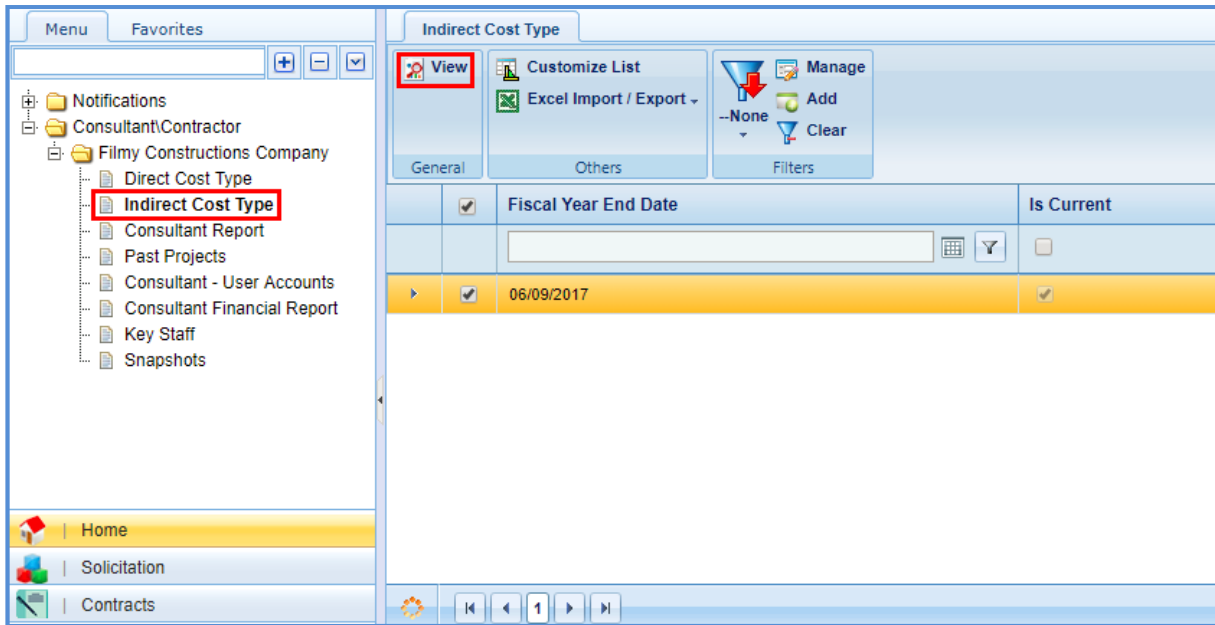 Menu
Favorites
Notifications
Consultant\Contractor
Filmy Constructions Company
Direct Cost Type
Indirect Cost Type
Consultant Report
Past Projects
Consultant - User Accounts
Consultant Financial Report
Key Staff
Snapshots
| Home
| Solicitation
| Contracts
Indirect Cost Type
View
General
Customize List
Excel Import / Export
Others
--None
Manage
Add
Clear
Filters
Fiscal Year End Date
Is Current
06/09/2017
1